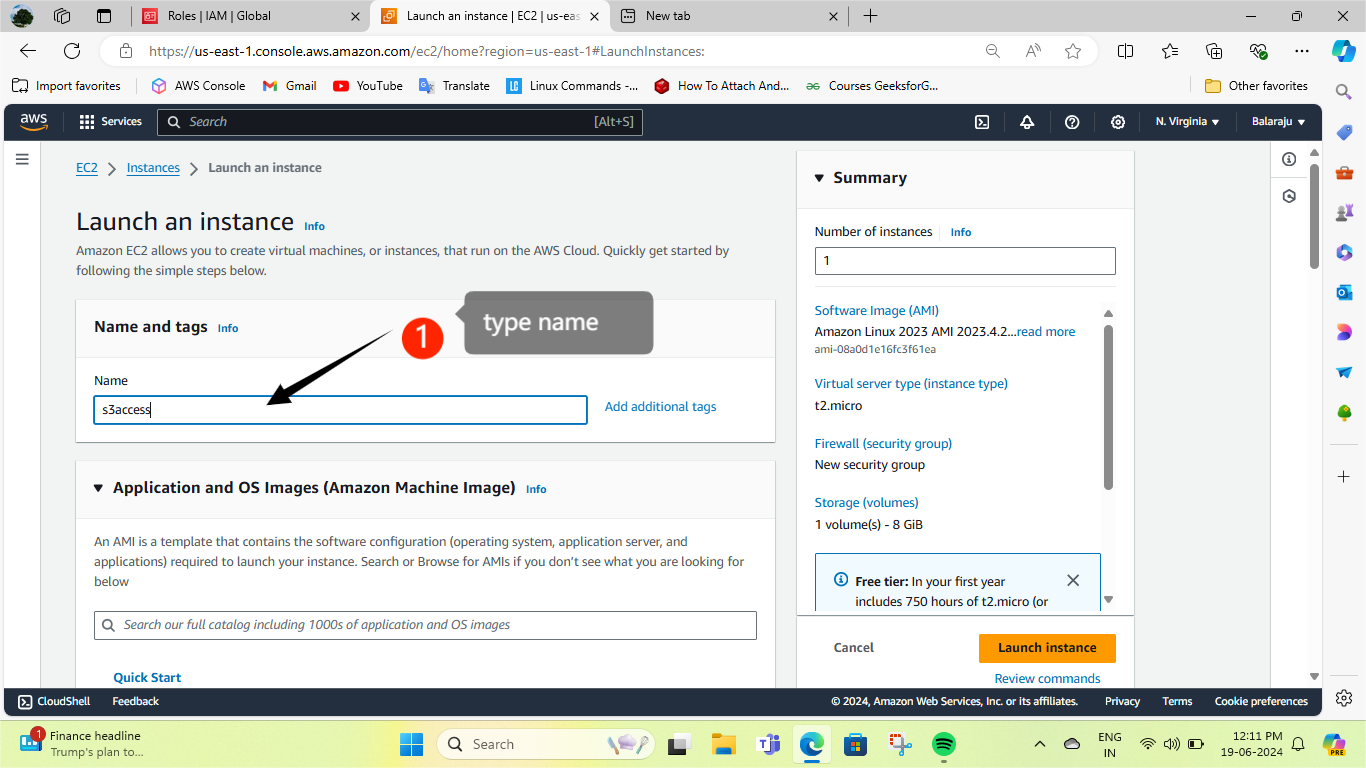 Roles | IAM | Global
Launch an instance | EC2 | us-eas
New tab
https://us-east-1.console.aws.amazon.com/ec2/home?region=us-east-1#LaunchInstances:
Import favorites
AWS Console
Gmail
YouTube
Translate
Linux Commands -...
How To Attach And...
Courses GeeksforG...
Other favorites
aws
Services
Search
[Alt+S]
N. Virginia
Balaraju
EC2
Instances
Launch an instance
Launch an instance Info
Amazon EC2 allows you to create virtual machines, or instances, that run on the AWS Cloud. Quickly get started by
following the simple steps below.
Name and tags Info
1
type name
Name
s3access
Add additional tags
Application and OS Images (Amazon Machine Image) Info
An AMI is a template that contains the software configuration (operating system, application server, and
applications) required to launch your instance. Search or Browse for AMIs if you don’t see what you are looking for
below
Search our full catalog including 1000s of application and OS images
Quick Start
Summary
Number of instances Info
1
Software Image (AMI)
Amazon Linux 2023 AMI 2023.4.2...read more
ami-08a0d1e16fc3f61ea
Virtual server type (instance type)
t2.micro
Firewall (security group)
New security group
Storage (volumes)
1 volume(s) - 8 GiB
Free tier: In your first year
includes 750 hours of t2.micro (or
Cancel
Launch instance
Review commands
CloudShell
Feedback
© 2024, Amazon Web Services, Inc. or its affiliates.
Privacy
Terms
Cookie preferences
1
Finance headline
Trump's plan to...
Search
ENG
IN
12:11 PM
19-06-2024
PRE